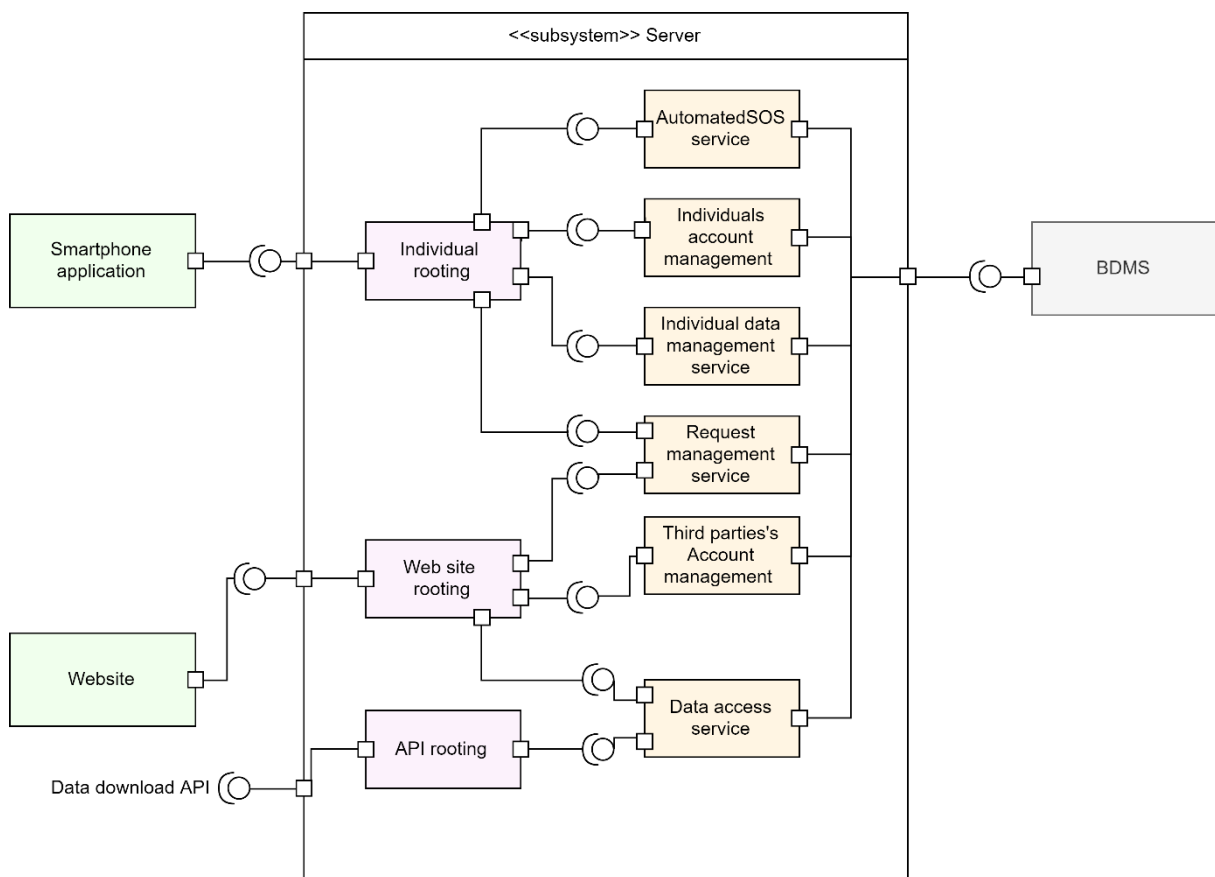 <<subsystem>> Server
AutomatedSOS
service
Smartphone
application
Individual
rooting
Individuals
account
management
BDMS
Individual data
management
service
Request
management
service
Web site
rooting
Third parties's
Account
management
Website
Data access
service
API rooting
Data download API